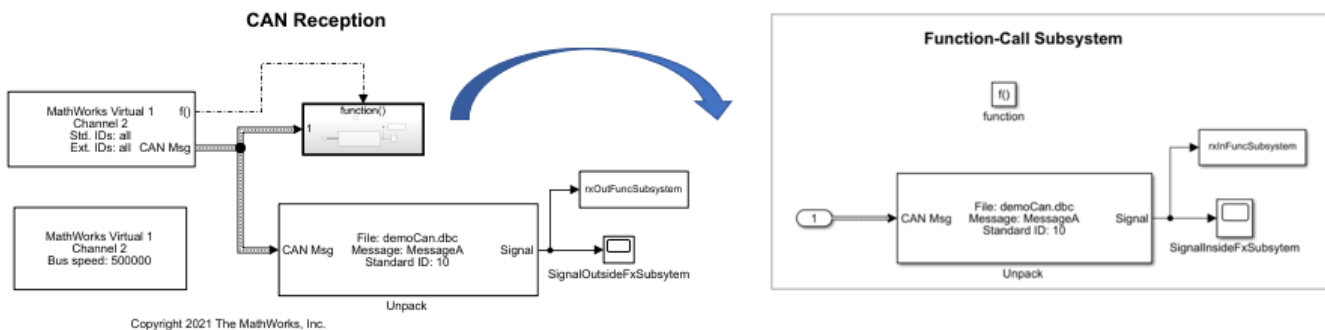 CAN Reception
MathWorks Virtual 1
Channel 2
Std. IDs: all
Ext. IDs: all
f()
CAN Msg
function()
1
MathWorks Virtual 1
Channel 2
Bus speed: 500000
CAN Msg
File: demoCan.dbc
Message: MessageA
Standard ID: 10
Signal
Unpack
rxOutFuncSubsystem
SignalOutsideFxSubsytem
Copyright 2021 The MathWorks, Inc.
Function-Call Subsystem
f()
function
1
CAN Msg
File: demoCan.dbc
Message: MessageA
Standard ID: 10
Signal
Unpack
rxInFuncSubsystem
SignalInsideFxSubsytem